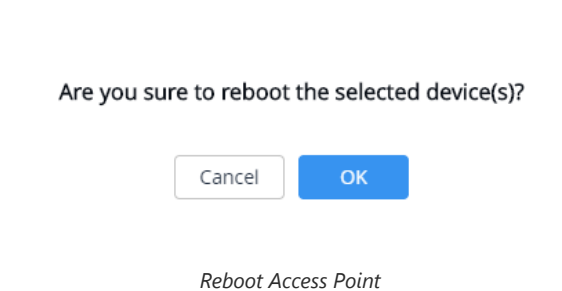 Are you sure to reboot the selected device(s)?
Cancel
OK
Reboot Access Point